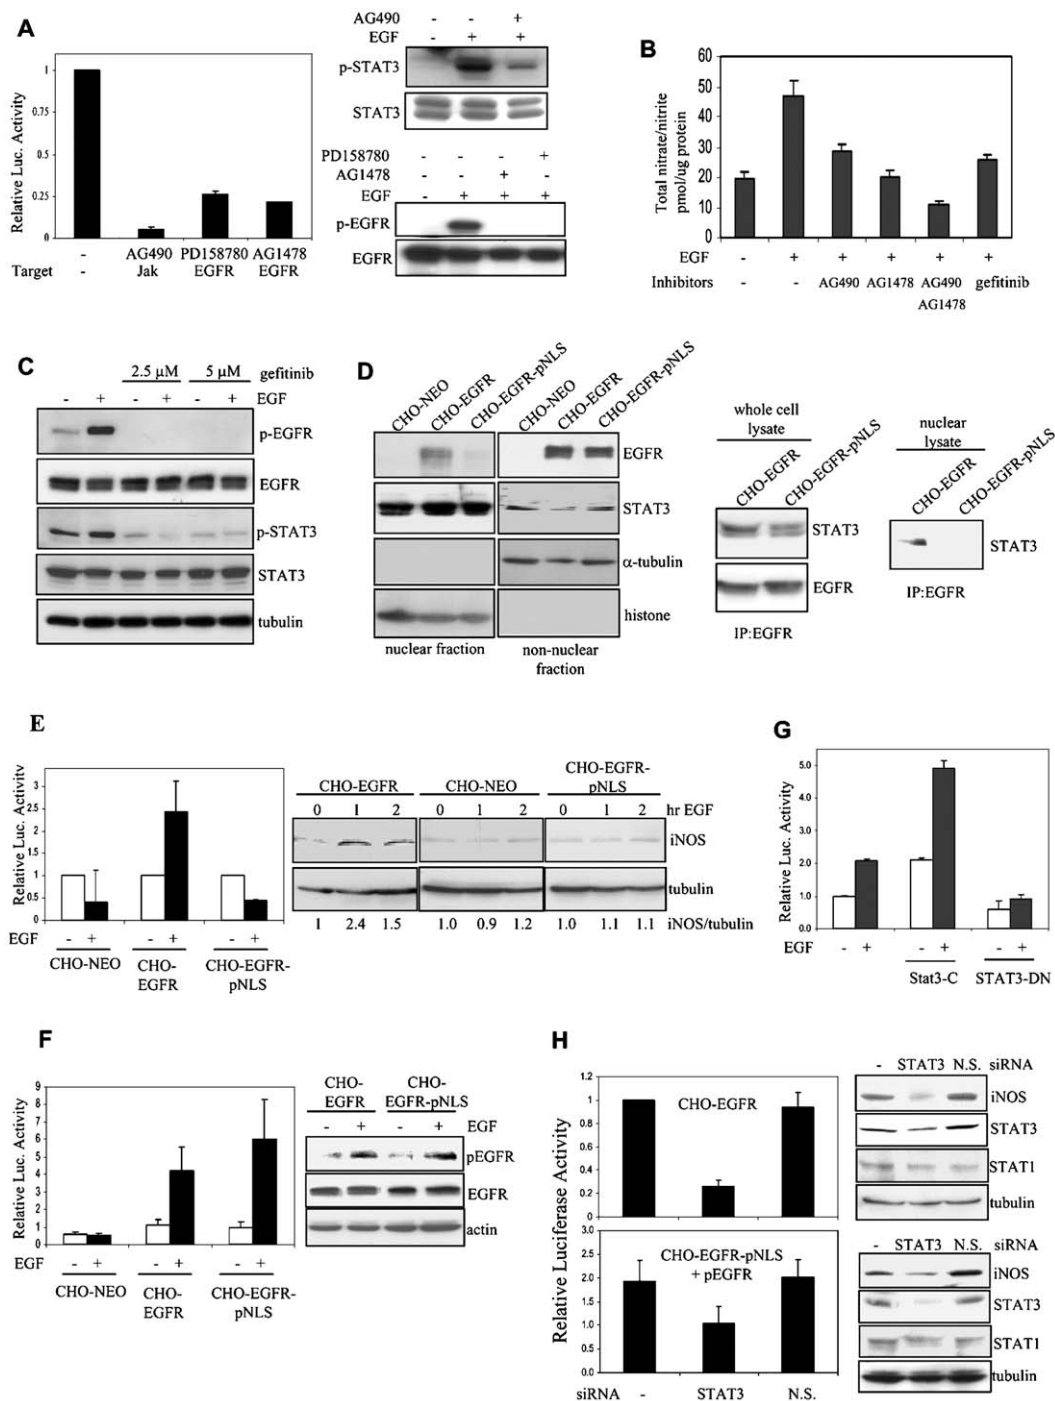 A
Relative Luc. Activity
1
0.75
0.5
0.25
0
- AG490 PD158780 AG1478
Target - Jak EGFR EGFR
AG490 - - +
EGF - + +
p-STAT3
STAT3
PD158780 - - - +
AG1478 - - + -
EGF - + + +
p-EGFR
EGFR
B
Total nitrate/nitrite
pmol/ug protein
60
50
40
30
20
10
0
EGF - + + + + +
Inhibitors - - AG490 AG1478 AG490 gefitinib
AG1478
C
2.5 µM 5 µM gefitinib
- + - + - + EGF
p-EGFR
EGFR
p-STAT3
STAT3
tubulin
D
CHO-NEO
CHO-EGFR
CHO-EGFR-pNLS
CHO-NEO
CHO-EGFR
CHO-EGFR-pNLS
EGFR
STAT3
α-tubulin
histone
nuclear fraction
non-nuclear
fraction
whole cell
lysate
CHO-EGFR
CHO-EGFR-pNLS
STAT3
EGFR
IP:EGFR
nuclear
lysate
CHO-EGFR
CHO-EGFR-pNLS
STAT3
IP:EGFR
E
Relative Luc. Activity
3
2.5
2
1.5
1
0.5
0
EGF - + - + - +
CHO-NEO
CHO-
EGFR
CHO-EGFR-
pNLS
CHO-EGFR
CHO-NEO
CHO-EGFR-
pNLS
0 1 2 0 1 2 0 1 2 hr EGF
iNOS
tubulin
1 2.4 1.5 1.0 0.9 1.2 1.0 1.1 1.1 iNOS/tubulin
G
Relative Luc. Activity
5.0
4.0
3.0
2.0
1.0
0.0
EGF - + - + - +
Stat3-C STAT3-DN
F
Relative Luc. Activity
9
8
7
6
5
4
3
2
1
0
EGF - + - + - +
CHO-NEO
CHO-
EGFR
CHO-EGFR-
pNLS
CHO-
EGFR
CHO-
EGFR-pNLS
- + - + EGF
pEGFR
EGFR
actin
H
Relative Luciferase Activity
1.2
1
0.8
0.6
0.4
0.2
0
CHO-EGFR
3.0
2.5
2.0
1.5
1.0
0.5
0.0
CHO-EGFR-pNLS
+ pEGFR
siRNA - STAT3 N.S.
- STAT3 N.S. siRNA
iNOS
STAT3
STAT1
tubulin
- STAT3 N.S. siRNA
iNOS
STAT3
STAT1
tubulin